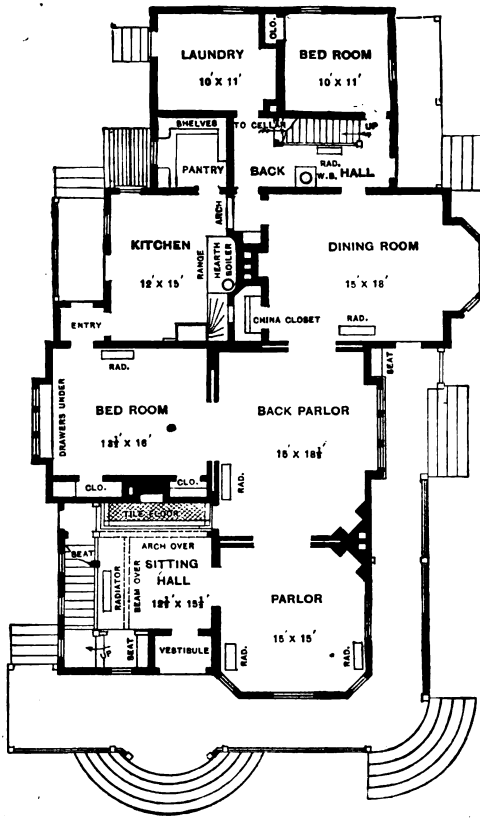 LAUNDRY
10' X 11'
CLO.
BED ROOM
10' X 11'
SHELVES
TO CELLAR
UP
PANTRY
BACK HALL
RAD.
W.B.
ARCH
KITCHEN
12' X 15'
RANGE
HEARTH
BOILER
DINING ROOM
15' X 18'
CHINA CLOSET
RAD.
ENTRY
RAD.
SEAT
DRAWERS UNDER
BED ROOM
13½' X 16'
BACK PARLOR
15' X 18½'
RAD.
CLO.
CLO.
TILE FLOOR
SEAT
ARCH OVER
SITTING
HALL
12½' X 15½'
RADIATOR
BEAM OVER
PARLOR
15' X 15'
UP
SEAT
VESTIBULE
RAD.
RAD.